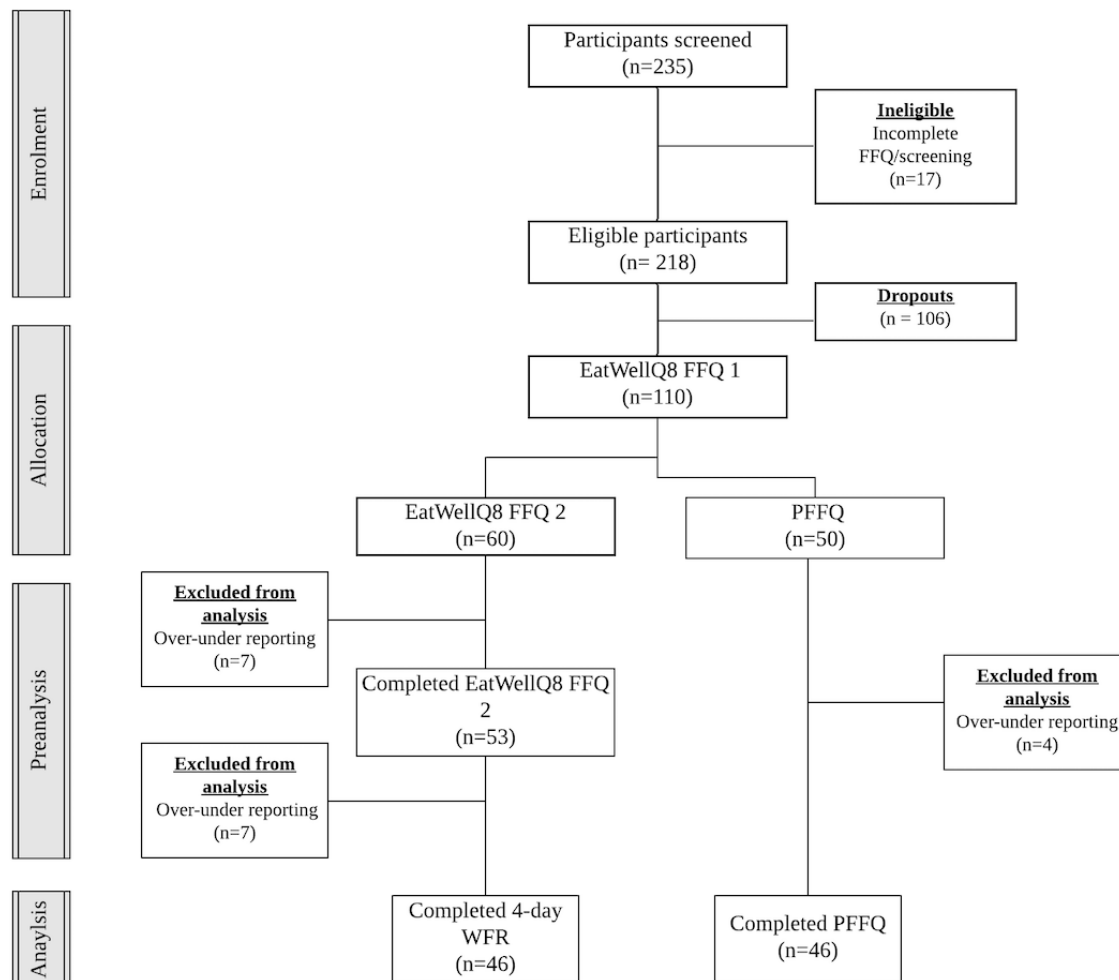 Enrolment
Participants screened
(n=235)
Ineligible
Incomplete
FFQ/screening
(n=17)
Eligible participants
(n= 218)
Dropouts
(n = 106)
Allocation
EatWellQ8 FFQ 1
(n=110)
EatWellQ8 FFQ 2
(n=60)
PFFQ
(n=50)
Preanalysis
Excluded from
analysis
Over-under reporting
(n=7)
Completed EatWellQ8 FFQ
2
(n=53)
Excluded from
analysis
Over-under reporting
(n=4)
Excluded from
analysis
Over-under reporting
(n=7)
Anaylsis
Completed 4-day
WFR
(n=46)
Completed PFFQ
(n=46)